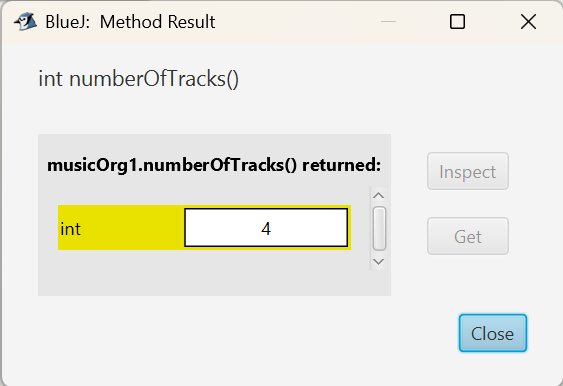 BlueJ:  Method Result
int numberOfTracks()
musicOrg1.numberOfTracks() returned:
int 4
Inspect
Get
Close